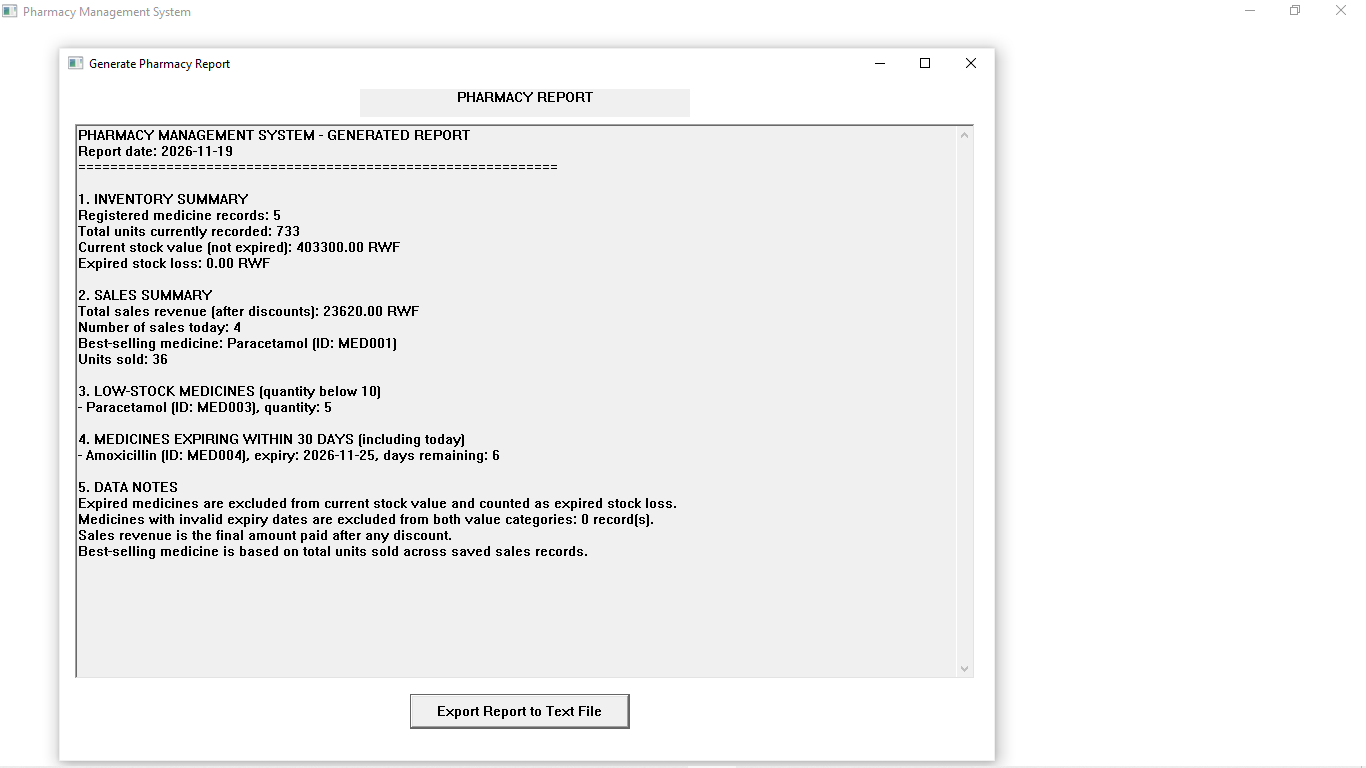 Pharmacy Management System
Generate Pharmacy Report
PHARMACY REPORT
PHARMACY MANAGEMENT SYSTEM - GENERATED REPORT
Report date: 2026-11-19
============================================================
1. INVENTORY SUMMARY
Registered medicine records: 5
Total units currently recorded: 733
Current stock value (not expired): 403300.00 RWF
Expired stock loss: 0.00 RWF
2. SALES SUMMARY
Total sales revenue (after discounts): 23620.00 RWF
Number of sales today: 4
Best-selling medicine: Paracetamol (ID: MED001)
Units sold: 36
3. LOW-STOCK MEDICINES (quantity below 10)
- Paracetamol (ID: MED003), quantity: 5
4. MEDICINES EXPIRING WITHIN 30 DAYS (including today)
- Amoxicillin (ID: MED004), expiry: 2026-11-25, days remaining: 6
5. DATA NOTES
Expired medicines are excluded from current stock value and counted as expired stock loss.
Medicines with invalid expiry dates are excluded from both value categories: 0 record(s).
Sales revenue is the final amount paid after any discount.
Best-selling medicine is based on total units sold across saved sales records.
Export Report to Text File